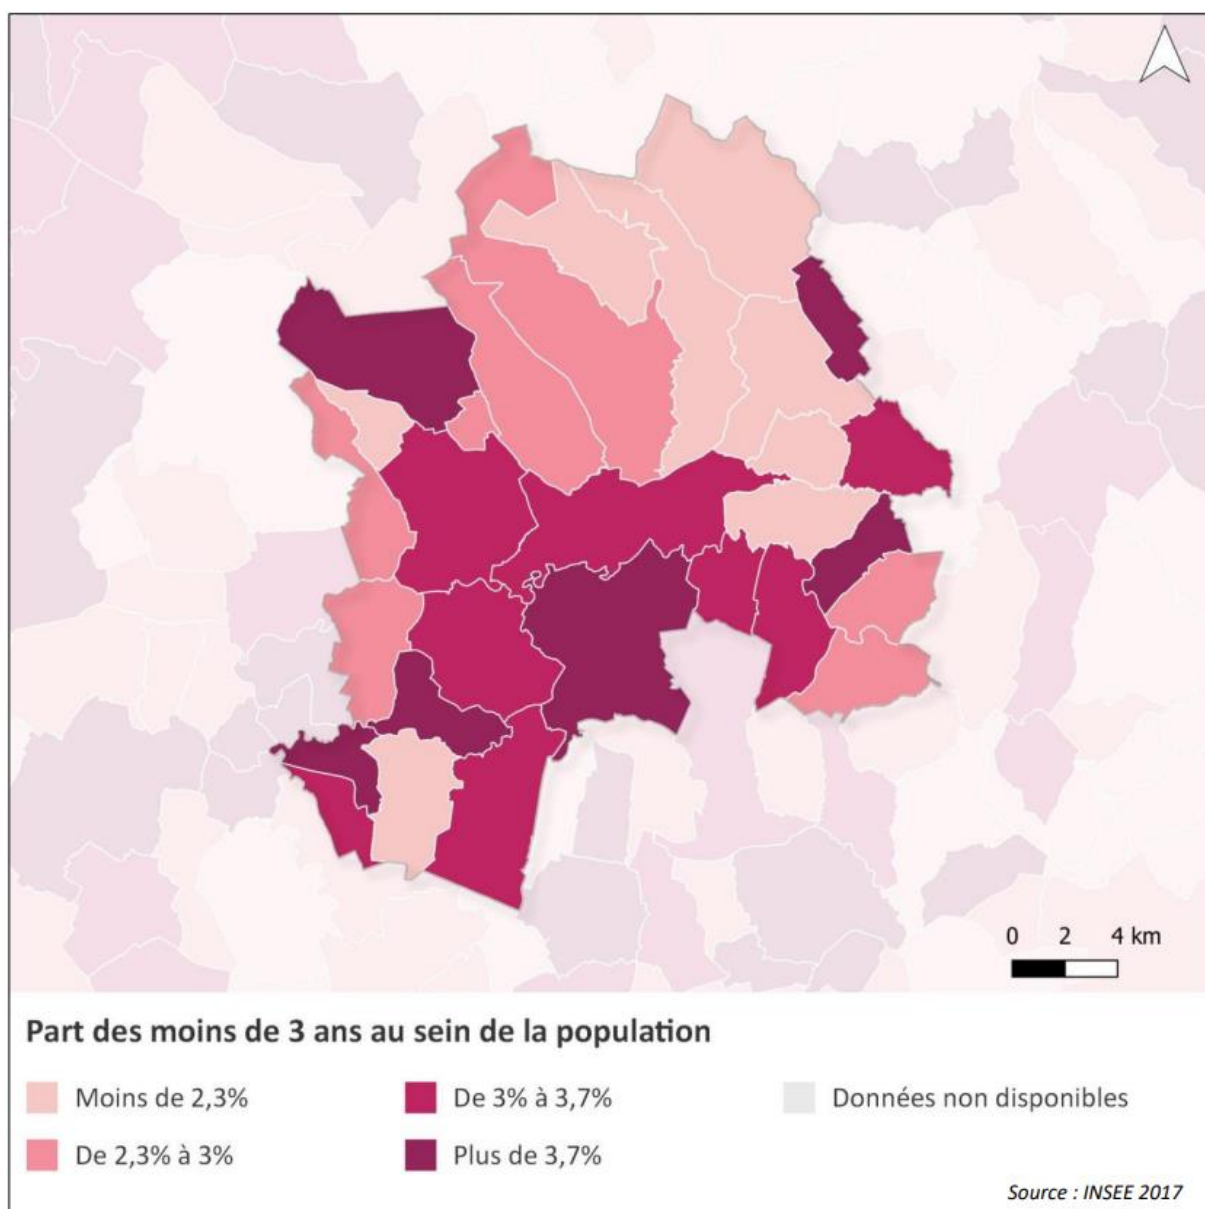 0 2 4 km
Part des moins de 3 ans au sein de la population
Moins de 2,3%
De 3% à 3,7%
Données non disponibles
De 2,3% à 3%
Plus de 3,7%
Source : INSEE 2017